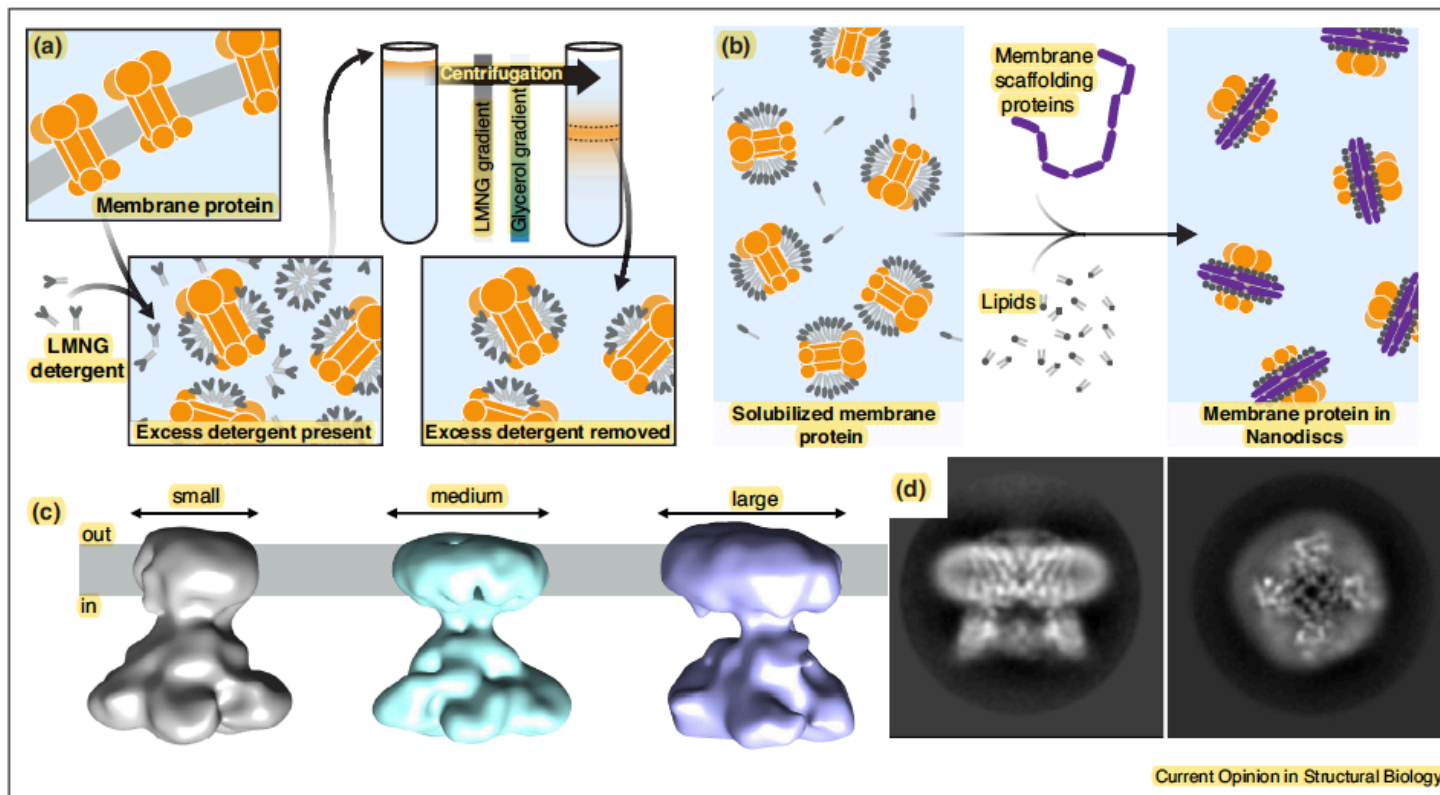 (a)
Membrane protein
LMNG
detergent
Excess detergent present
Centrifugation
LMNG gradient
Glycerol gradient
Excess detergent removed
(b)
Membrane
scaffolding
proteins
Lipids
Solubilized membrane
protein
Membrane protein in
Nanodiscs
(c)
small
medium
large
out
in
(d)
Current Opinion in Structural Biology